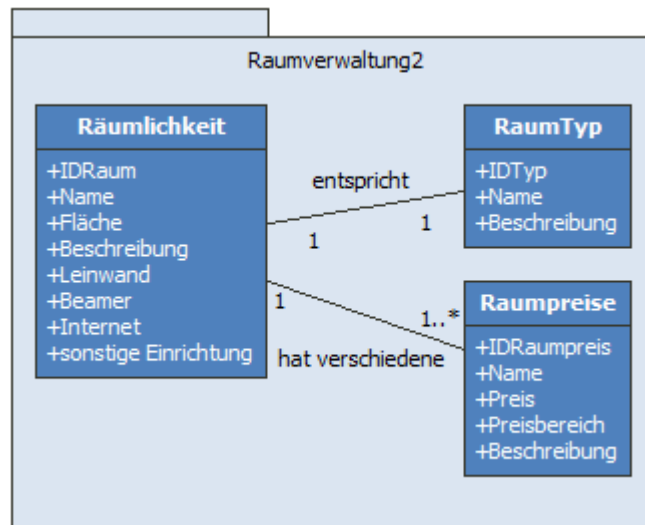 Raumverwaltung2
Räumlichkeit
+IDRaum
+Name
+Fläche
+Beschreibung
+Leinwand
+Beamer
+Internet
+sonstige Einrichtung
entspricht
1
1
RaumTyp
+IDTyp
+Name
+Beschreibung
1
1..*
hat verschiedene
Raumpreise
+IDRaumpreis
+Name
+Preis
+Preisbereich
+Beschreibung